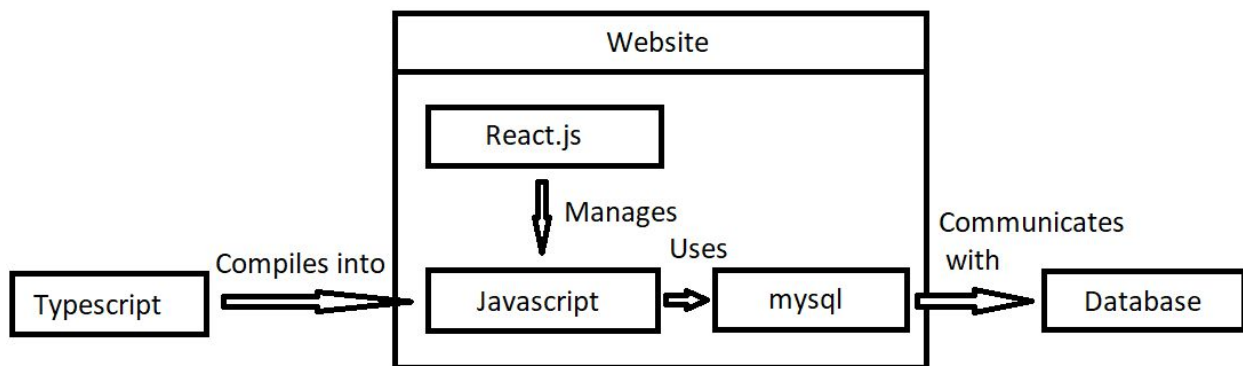 Website
React.js
Manages
Communicates
with
Uses
Compiles into
Typescript
Javascript
mysql
Database